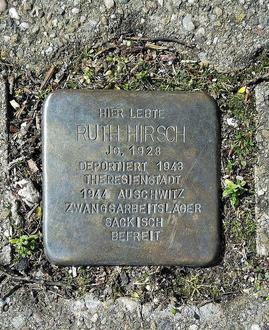 HIER LEBTE
RUTH HIRSCH
JG. 1928
DEPORTIERT 1943
THERESIENSTADT
1944 AUSCHWITZ
ZWANGSARBEITSLAGER
SACKISCH
BEFREIT